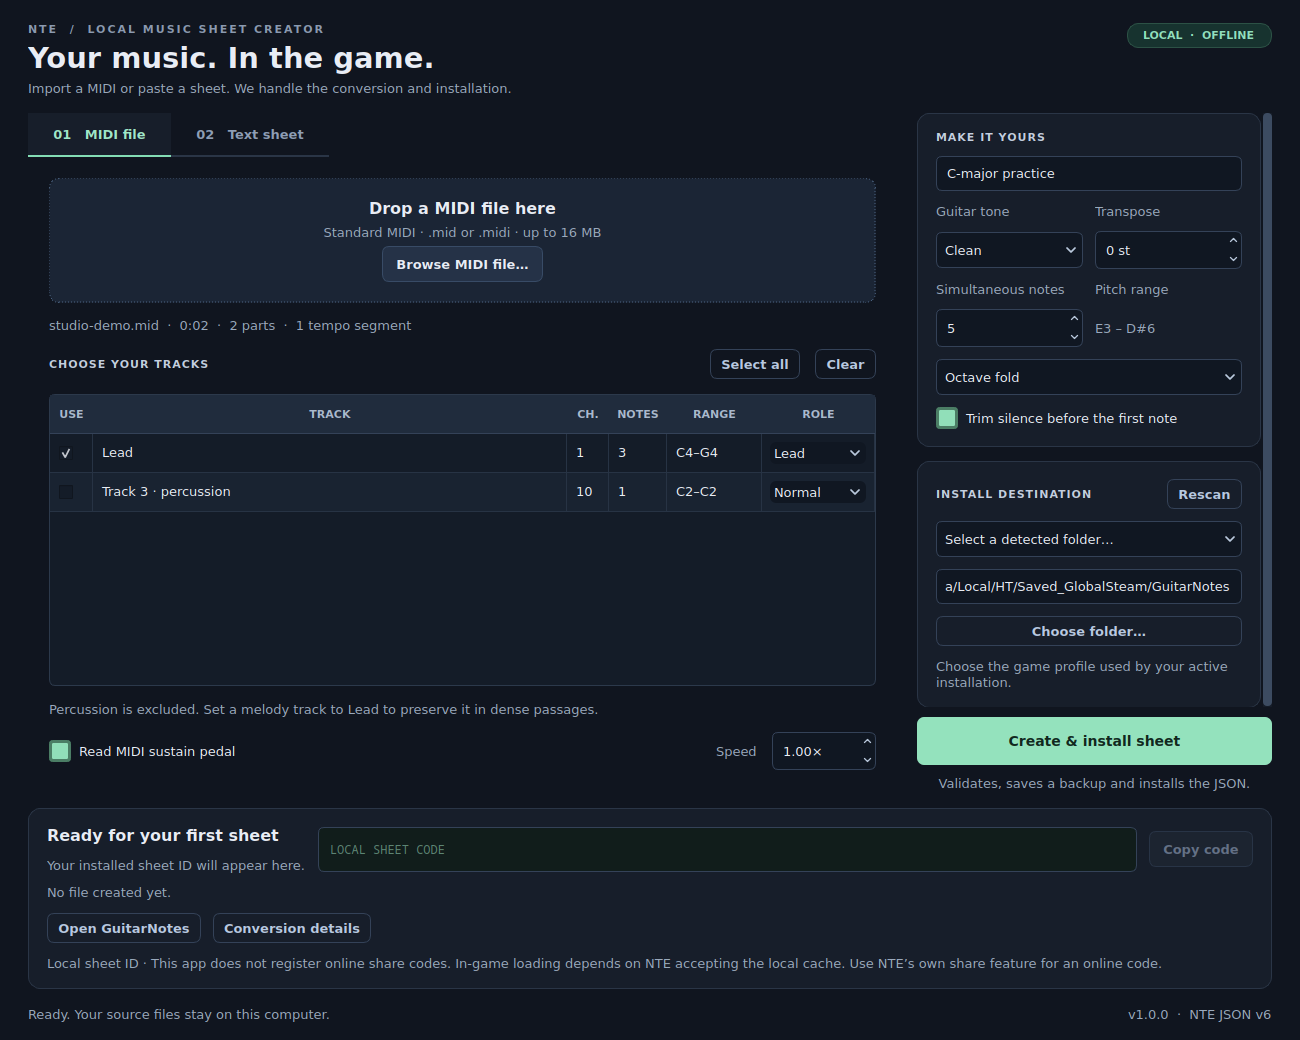 NTE / LOCAL MUSIC SHEET CREATOR
LOCAL · OFFLINE
Your music. In the game.
Import a MIDI or paste a sheet. We handle the conversion and installation.
01 MIDI file
02 Text sheet
Drop a MIDI file here
Standard MIDI · .mid or .midi · up to 16 MB
Browse MIDI file…
studio-demo.mid · 0:02 · 2 parts · 1 tempo segment
CHOOSE YOUR TRACKS
Select all
Clear
USE TRACK CH. NOTES RANGE ROLE
Lead 1 3 C4–G4 Lead
Track 3 · percussion 10 1 C2–C2 Normal
Percussion is excluded. Set a melody track to Lead to preserve it in dense passages.
Read MIDI sustain pedal
Speed
1.00×
MAKE IT YOURS
C-major practice
Guitar tone
Transpose
Clean
0 st
Simultaneous notes
Pitch range
5
E3 – D#6
Octave fold
Trim silence before the first note
INSTALL DESTINATION
Rescan
Select a detected folder…
a/Local/HT/Saved_GlobalSteam/GuitarNotes
Choose folder…
Choose the game profile used by your active
installation.
Create & install sheet
Validates, saves a backup and installs the JSON.
Ready for your first sheet
Your installed sheet ID will appear here.
LOCAL SHEET CODE
Copy code
No file created yet.
Open GuitarNotes
Conversion details
Local sheet ID · This app does not register online share codes. In-game loading depends on NTE accepting the local cache. Use NTE’s own share feature for an online code.
Ready. Your source files stay on this computer.
v1.0.0 · NTE JSON v6